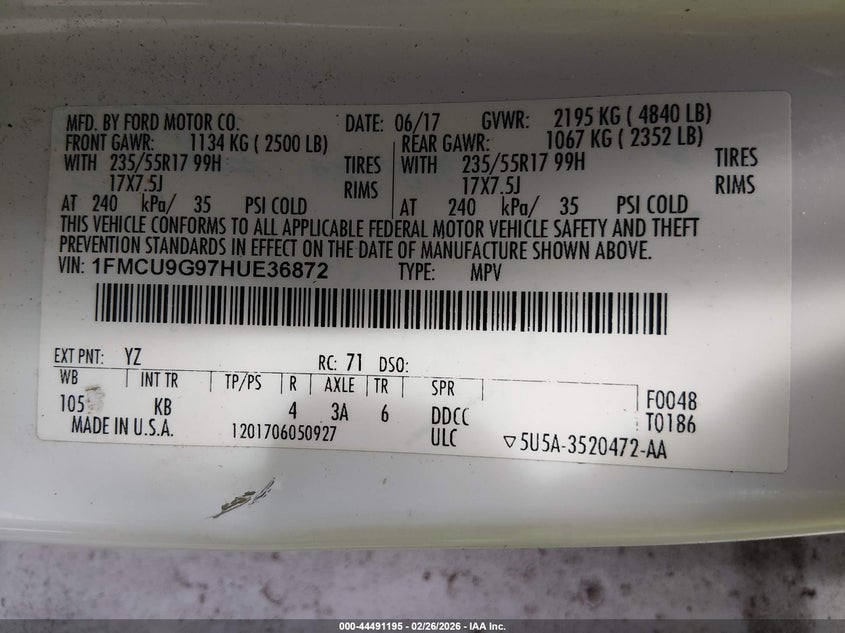 MFD. BY FORD MOTOR CO. DATE: 06/17 GVWR: 2195 KG ( 4840 LB)
FRONT GAWR: 1134 KG ( 2500 LB) REAR GAWR: 1067 KG ( 2352 LB)
WITH 235/55R17 99H TIRES WITH 235/55R17 99H TIRES
17X7.5J RIMS 17X7.5J RIMS
AT 240 kPa/ 35 PSI COLD AT 240 kPa/ 35 PSI COLD
THIS VEHICLE CONFORMS TO ALL APPLICABLE FEDERAL MOTOR VEHICLE SAFETY AND THEFT
PREVENTION STANDARDS IN EFFECT ON THE DATE OF MANUFACTURE SHOWN ABOVE.
VIN: 1FMCU9G97HUE36872 TYPE: MPV
EXT PNT: YZ RC: 71 DSO:
WB INT TR TP/PS R AXLE TR SPR F0048
105 KB 4 3A 6 DDCC T0186
MADE IN U.S.A. 1201706050927 ULC ▽5U5A-3520472-AA
000-44491195 - 02/26/2026 - IAA Inc.